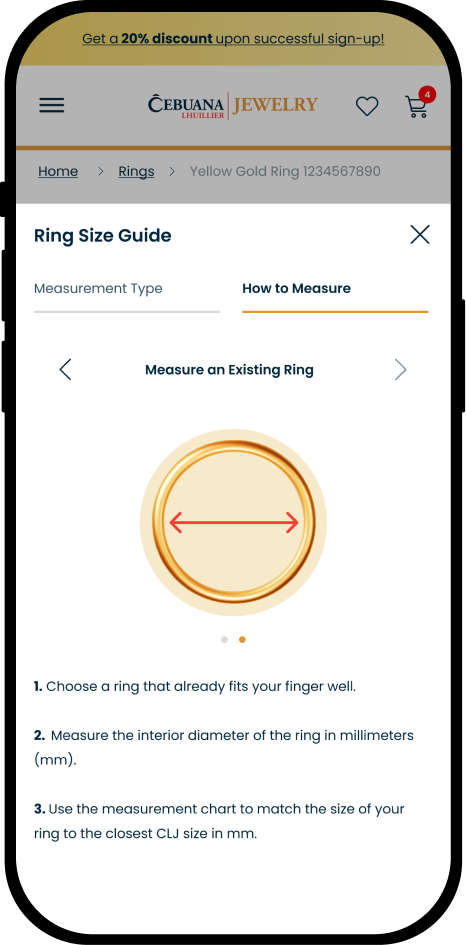 Get a 20% discount upon successful sign-up!
CEBUANA LHUILLIER JEWELRY
4
Home > Rings > Yellow Gold Ring 1234567890
Ring Size Guide
Measurement Type How to Measure
Measure an Existing Ring
1. Choose a ring that already fits your finger well.
2. Measure the interior diameter of the ring in millimeters
(mm).
3. Use the measurement chart to match the size of your
ring to the closest CLJ size in mm.